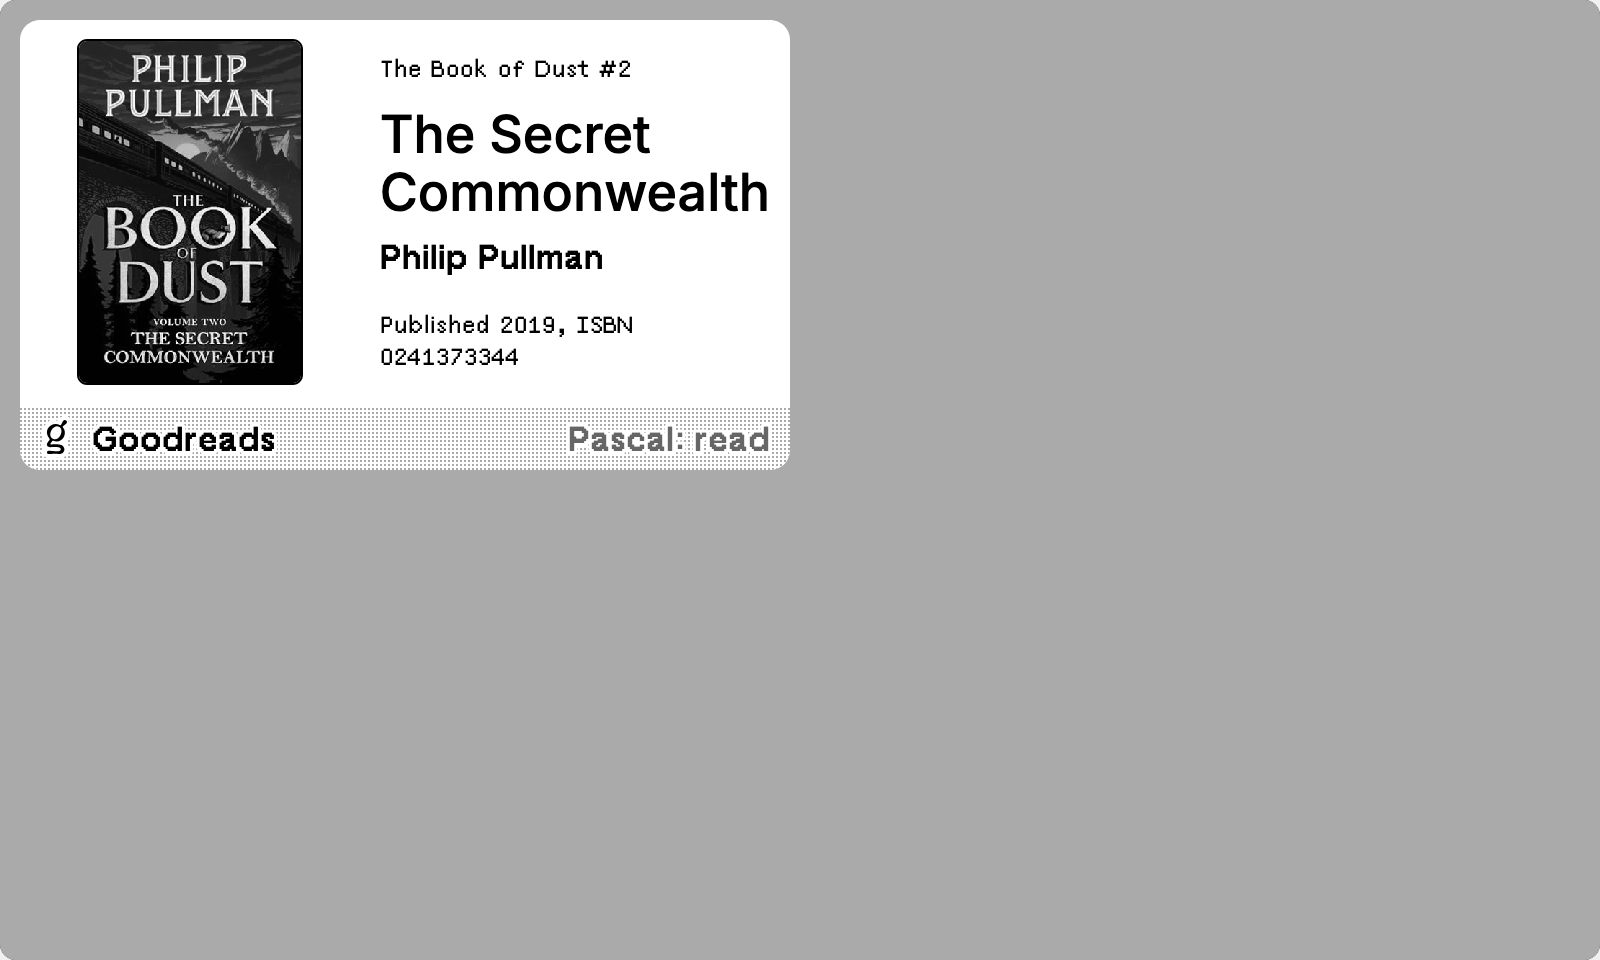 PHILIP
PULLMAN
THE
BOOK
OF
DUST
VOLUME TWO
THE SECRET
COMMONWEALTH
The Book of Dust #2
The Secret
Commonwealth
Philip Pullman
Published 2019, ISBN
0241373344
g Goodreads
Pascal: read